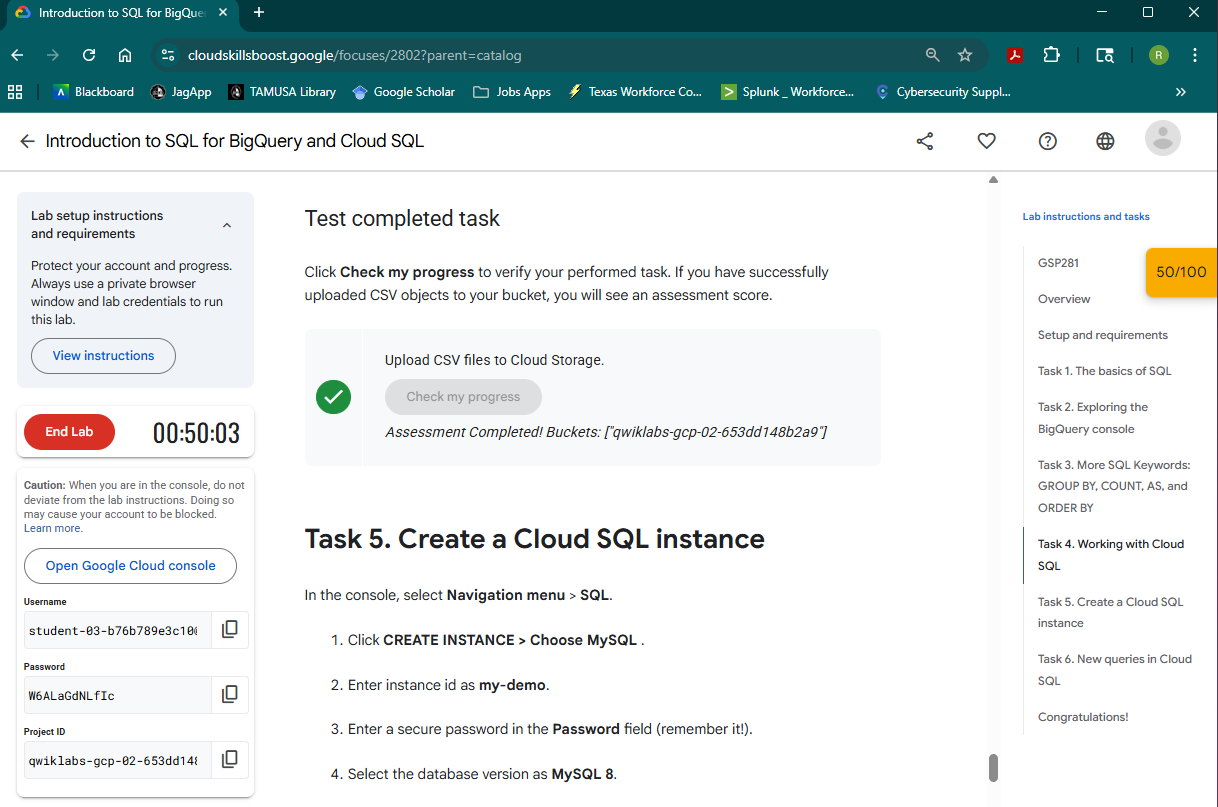 Introduction to SQL for BigQue
cloudskillsboost.google/focuses/2802?parent=catalog
R
Blackboard
JagApp
TAMUSA Library
Google Scholar
Jobs Apps
Texas Workforce Co...
Splunk _ Workforce...
Cybersecurity Suppl...
Introduction to SQL for BigQuery and Cloud SQL
Lab setup instructions
and requirements
Protect your account and progress.
Always use a private browser
window and lab credentials to run
this lab.
View instructions
End Lab
00:50:03
Caution: When you are in the console, do not
deviate from the lab instructions. Doing so
may cause your account to be blocked.
Learn more.
Open Google Cloud console
Username
student-03-b76b789e3c10
Password
W6ALaGdNLfIc
Project ID
qwiklabs-gcp-02-653dd148
Test completed task
Click Check my progress to verify your performed task. If you have successfully
uploaded CSV objects to your bucket, you will see an assessment score.
Upload CSV files to Cloud Storage.
Check my progress
Assessment Completed! Buckets: ["qwiklabs-gcp-02-653dd148b2a9"]
Task 5. Create a Cloud SQL instance
In the console, select Navigation menu > SQL.
1. Click CREATE INSTANCE > Choose MySQL .
2. Enter instance id as my-demo.
3. Enter a secure password in the Password field (remember it!).
4. Select the database version as MySQL 8.
Lab instructions and tasks
GSP281
50/100
Overview
Setup and requirements
Task 1. The basics of SQL
Task 2. Exploring the
BigQuery console
Task 3. More SQL Keywords:
GROUP BY, COUNT, AS, and
ORDER BY
Task 4. Working with Cloud
SQL
Task 5. Create a Cloud SQL
instance
Task 6. New queries in Cloud
SQL
Congratulations!